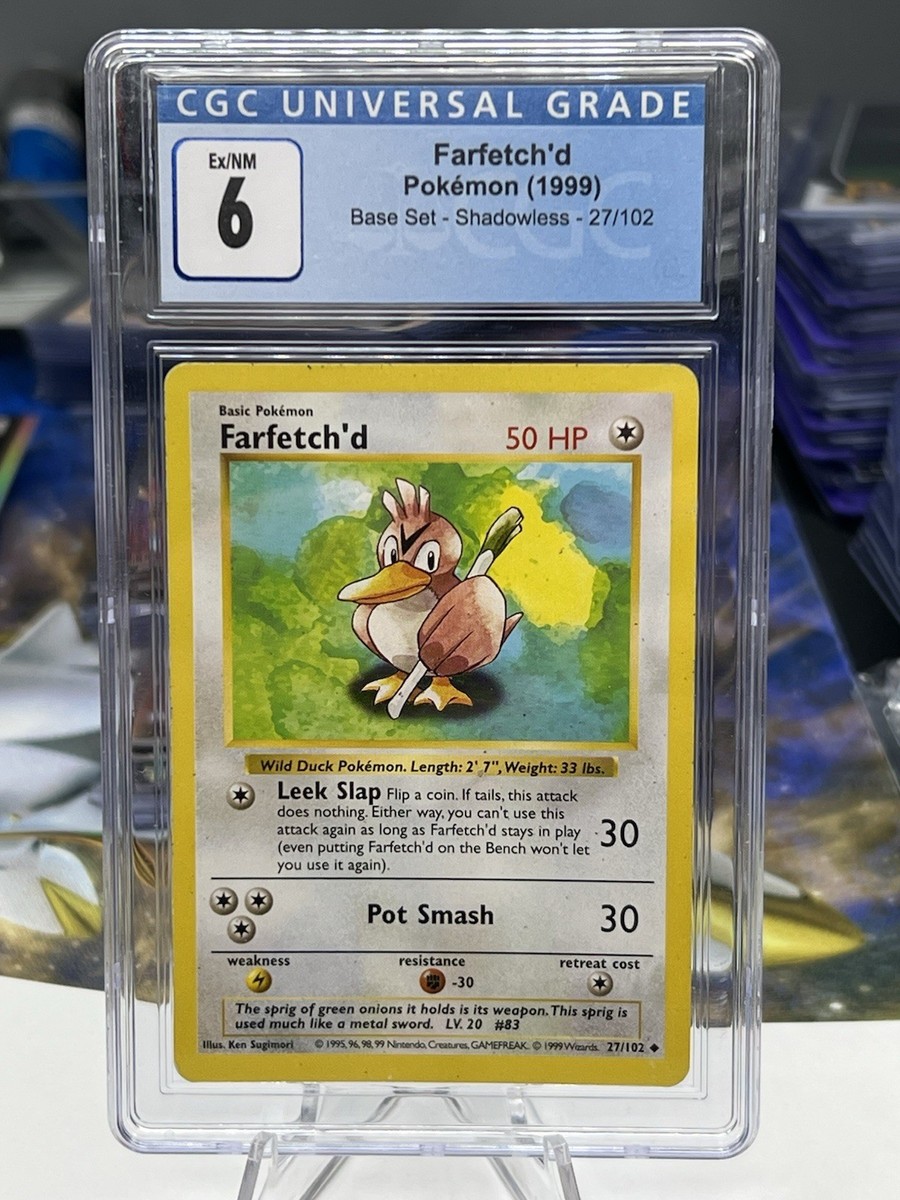 CGC UNIVERSAL GRADE
Ex/NM
6
Farfetch'd
Pokémon (1999)
Base Set - Shadowless - 27/102
CGC
Basic Pokémon
Farfetch'd 50 HP
Wild Duck Pokémon. Length: 2' 7", Weight: 33 lbs.
Leek Slap Flip a coin. If tails, this attack
does nothing. Either way, you can't use this
attack again as long as Farfetch'd stays in play
(even putting Farfetch'd on the Bench won't let
you use it again).
30
Pot Smash 30
weakness resistance retreat cost
-30
The sprig of green onions it holds is its weapon. This sprig is
used much like a metal sword. LV. 20 #83
Illus. Ken Sugimori © 1995, 96, 98, 99 Nintendo, Creatures, GAMEFREAK. © 1999 Wizards. 27/102